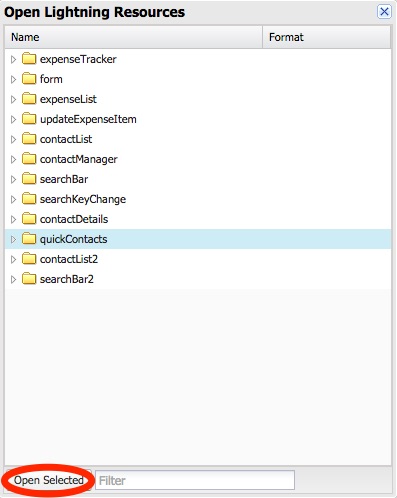 Open Lightning Resources
Name Format
expenseTracker
form
expenseList
updateExpenseItem
contactList
contactManager
searchBar
searchKeyChange
contactDetails
quickContacts
contactList2
searchBar2
Open Selected Filter